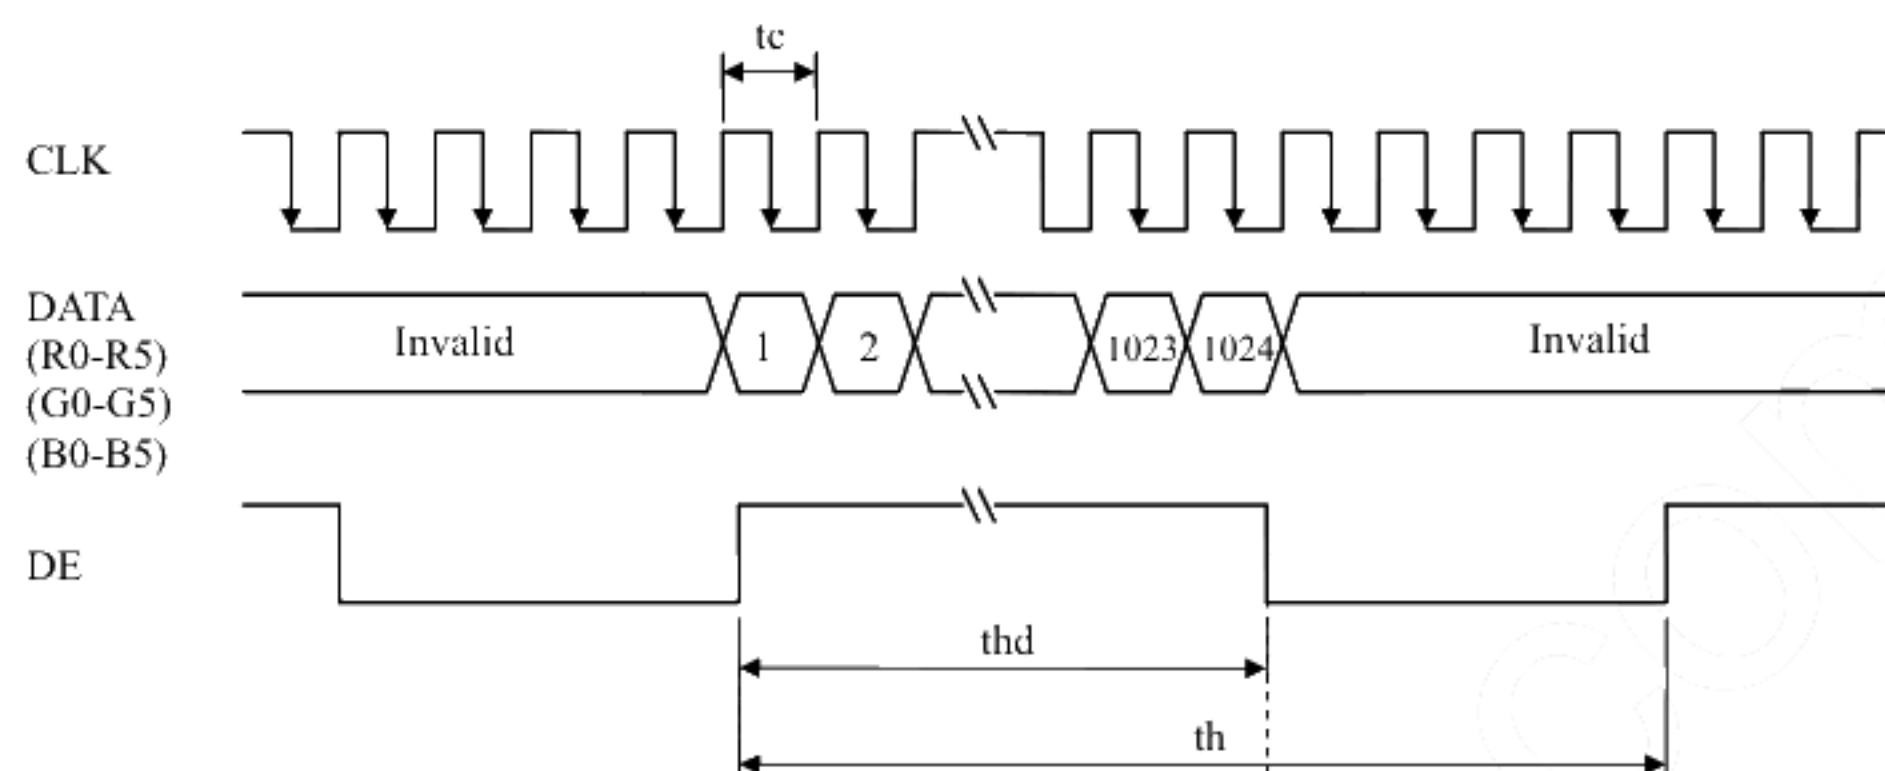 tc
CLK
DATA
(R0-R5)
(G0-G5)
(B0-B5)
Invalid 1 2 1023 1024 Invalid
DE
thd
th